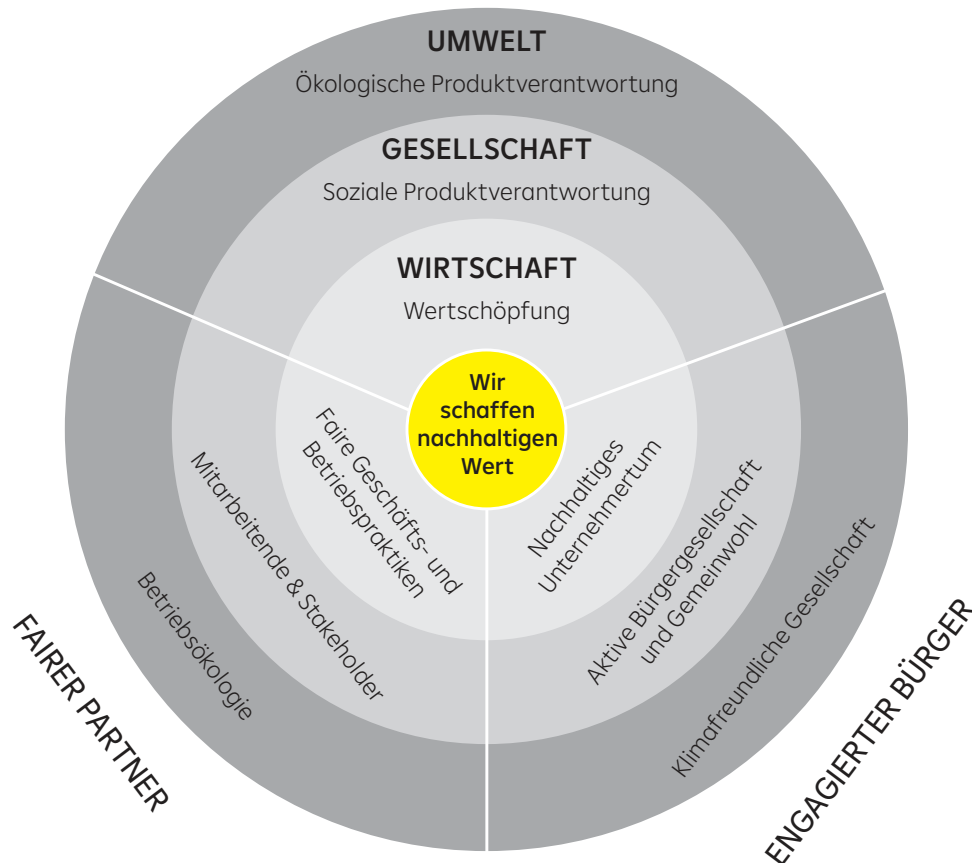 UMWELT
Ökologische Produktverantwortung
GESELLSCHAFT
Soziale Produktverantwortung
WIRTSCHAFT
Wertschöpfung
Wir
schaffen
nachhaltigen
Wert
Faire Geschäfts- und
Betriebspraktiken
Mitarbeitende & Stakeholder
Betriebsökologie
FAIRER PARTNER
Nachhaltiges
Unternehmertum
Aktive Bürgergesellschaft
und Gemeinwohl
Klimafreundliche Gesellschaft
ENGAGIERTER BÜRGER